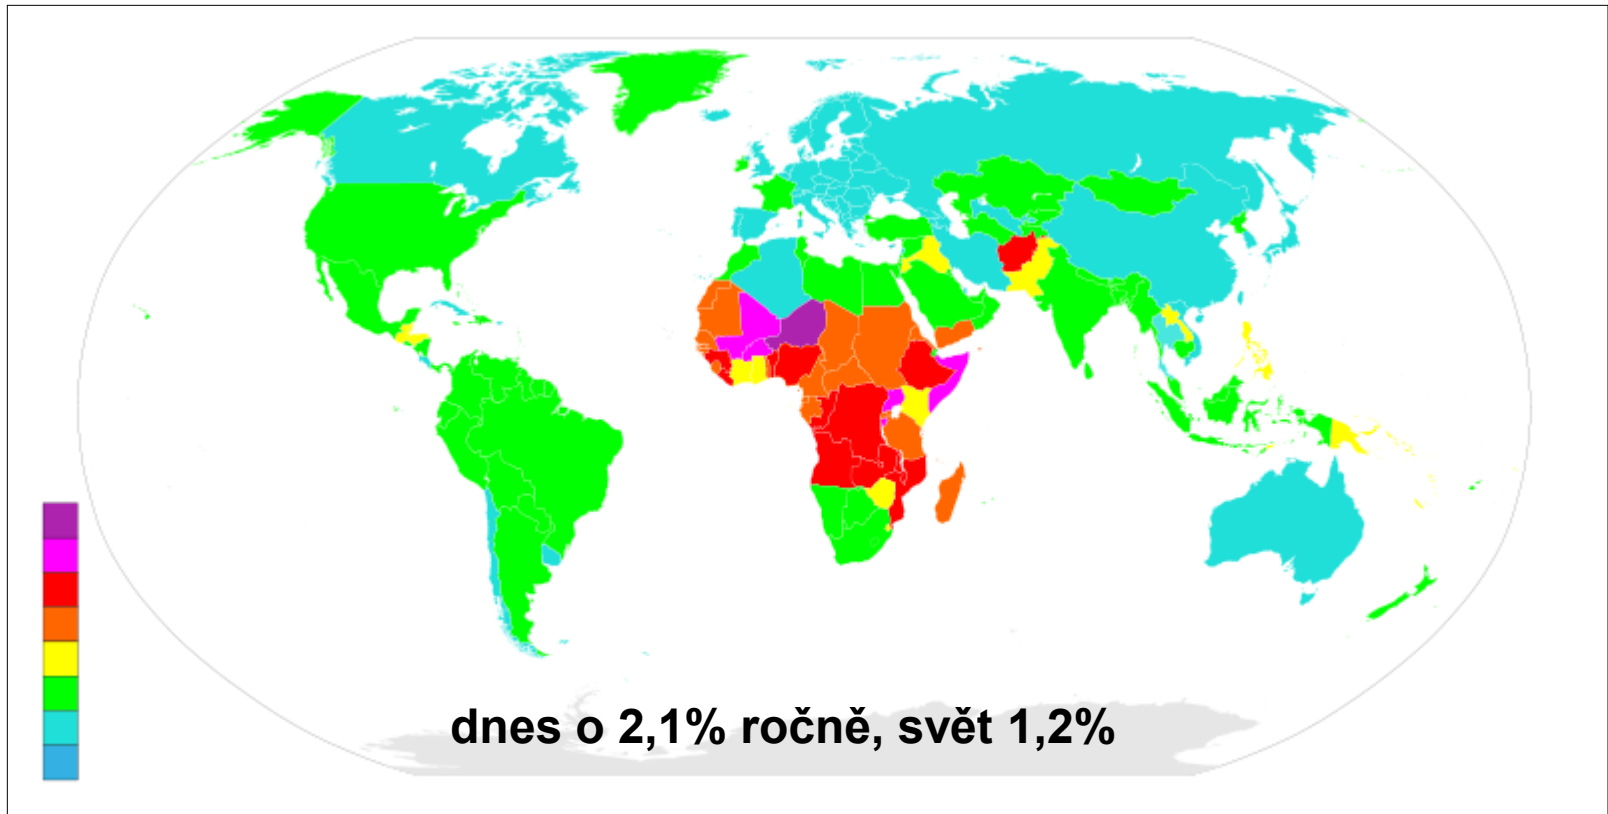 dnes o 2,1% ročně, svět 1,2%